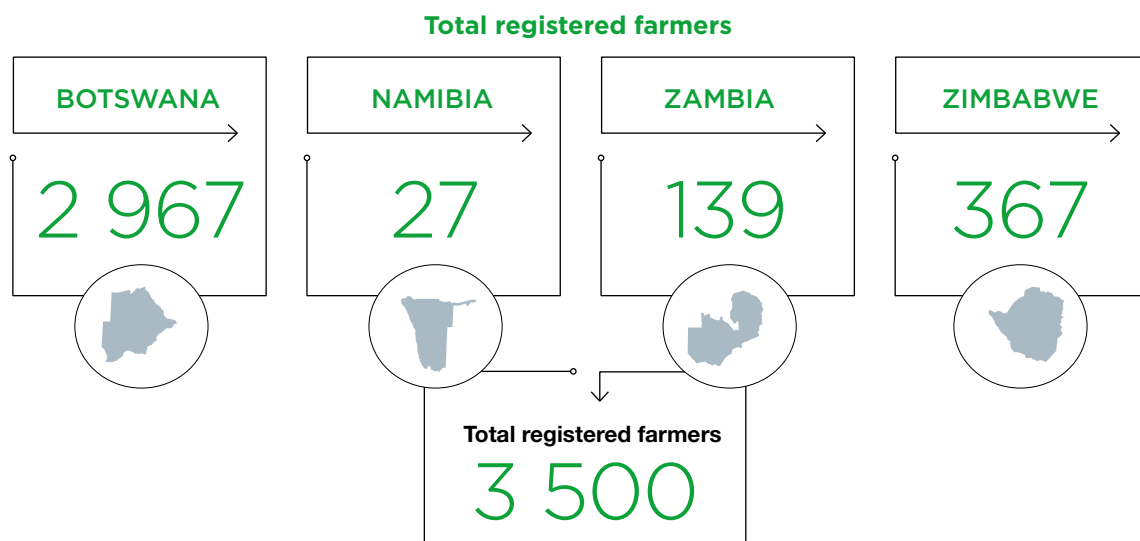 Total registered farmers
BOTSWANA
2 967
NAMIBIA
27
ZAMBIA
139
ZIMBABWE
367
Total registered farmers
3 500